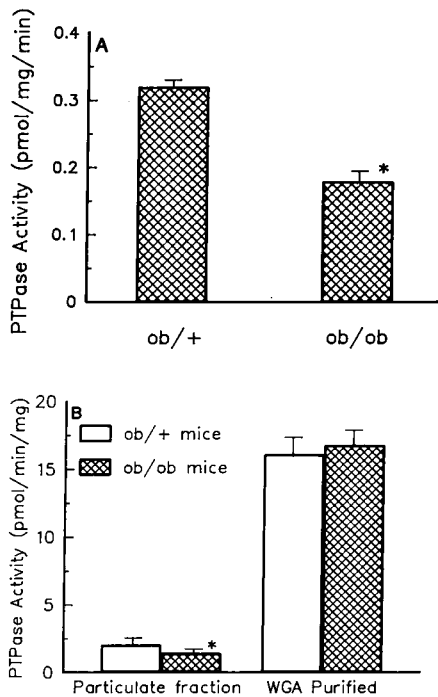 A
PTPase Activity (pmol/mg/min)
0.4
0.3
0.2
0.1
0
*
ob/+
ob/ob
B
PTPase Activity (pmol/min/mg)
20
15
10
5
0
ob/+ mice
ob/ob mice
*
Particulate fraction
WGA Purified